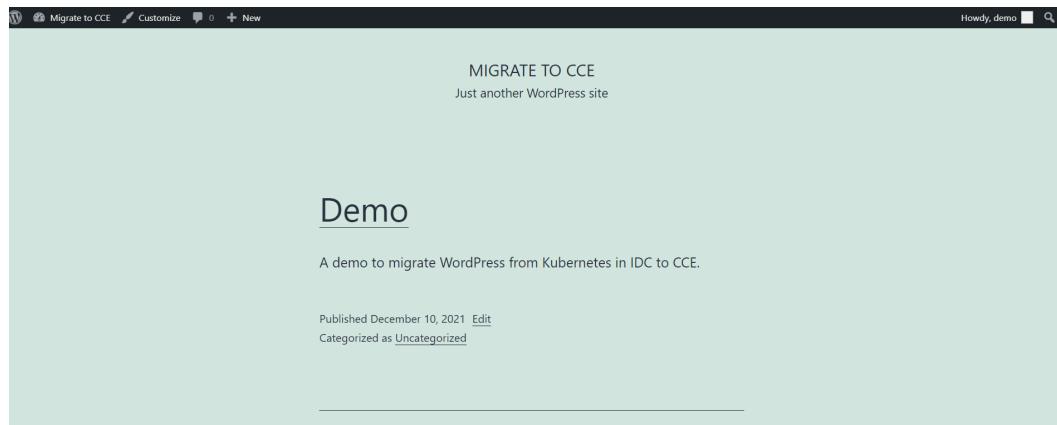 Migrate to CCE Customize 0 New Howdy, demo
MIGRATE TO CCE
Just another WordPress site
Demo
A demo to migrate WordPress from Kubernetes in IDC to CCE.
Published December 10, 2021 Edit
Categorized as Uncategorized